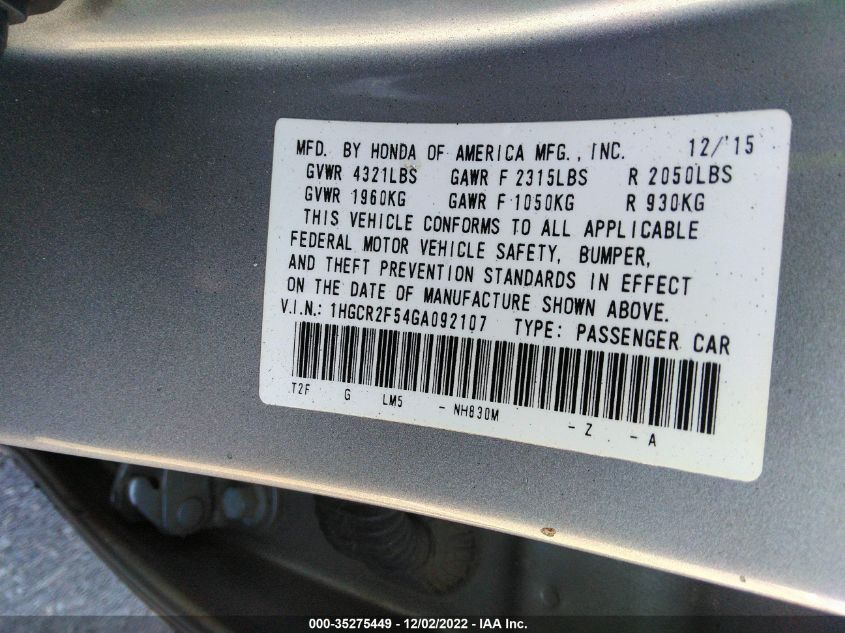 MFD. BY HONDA OF AMERICA MFG., INC. 12/'15
GVWR 4321LBS GAWR F 2315LBS R 2050LBS
GVWR 1960KG GAWR F 1050KG R 930KG
THIS VEHICLE CONFORMS TO ALL APPLICABLE
FEDERAL MOTOR VEHICLE SAFETY, BUMPER,
AND THEFT PREVENTION STANDARDS IN EFFECT
ON THE DATE OF MANUFACTURE SHOWN ABOVE.
V.I.N.: 1HGCR2F54GA092107 TYPE: PASSENGER CAR
T2F G LM5 - NH830M - Z - A
000-35275449 - 12/02/2022 - IAA Inc.